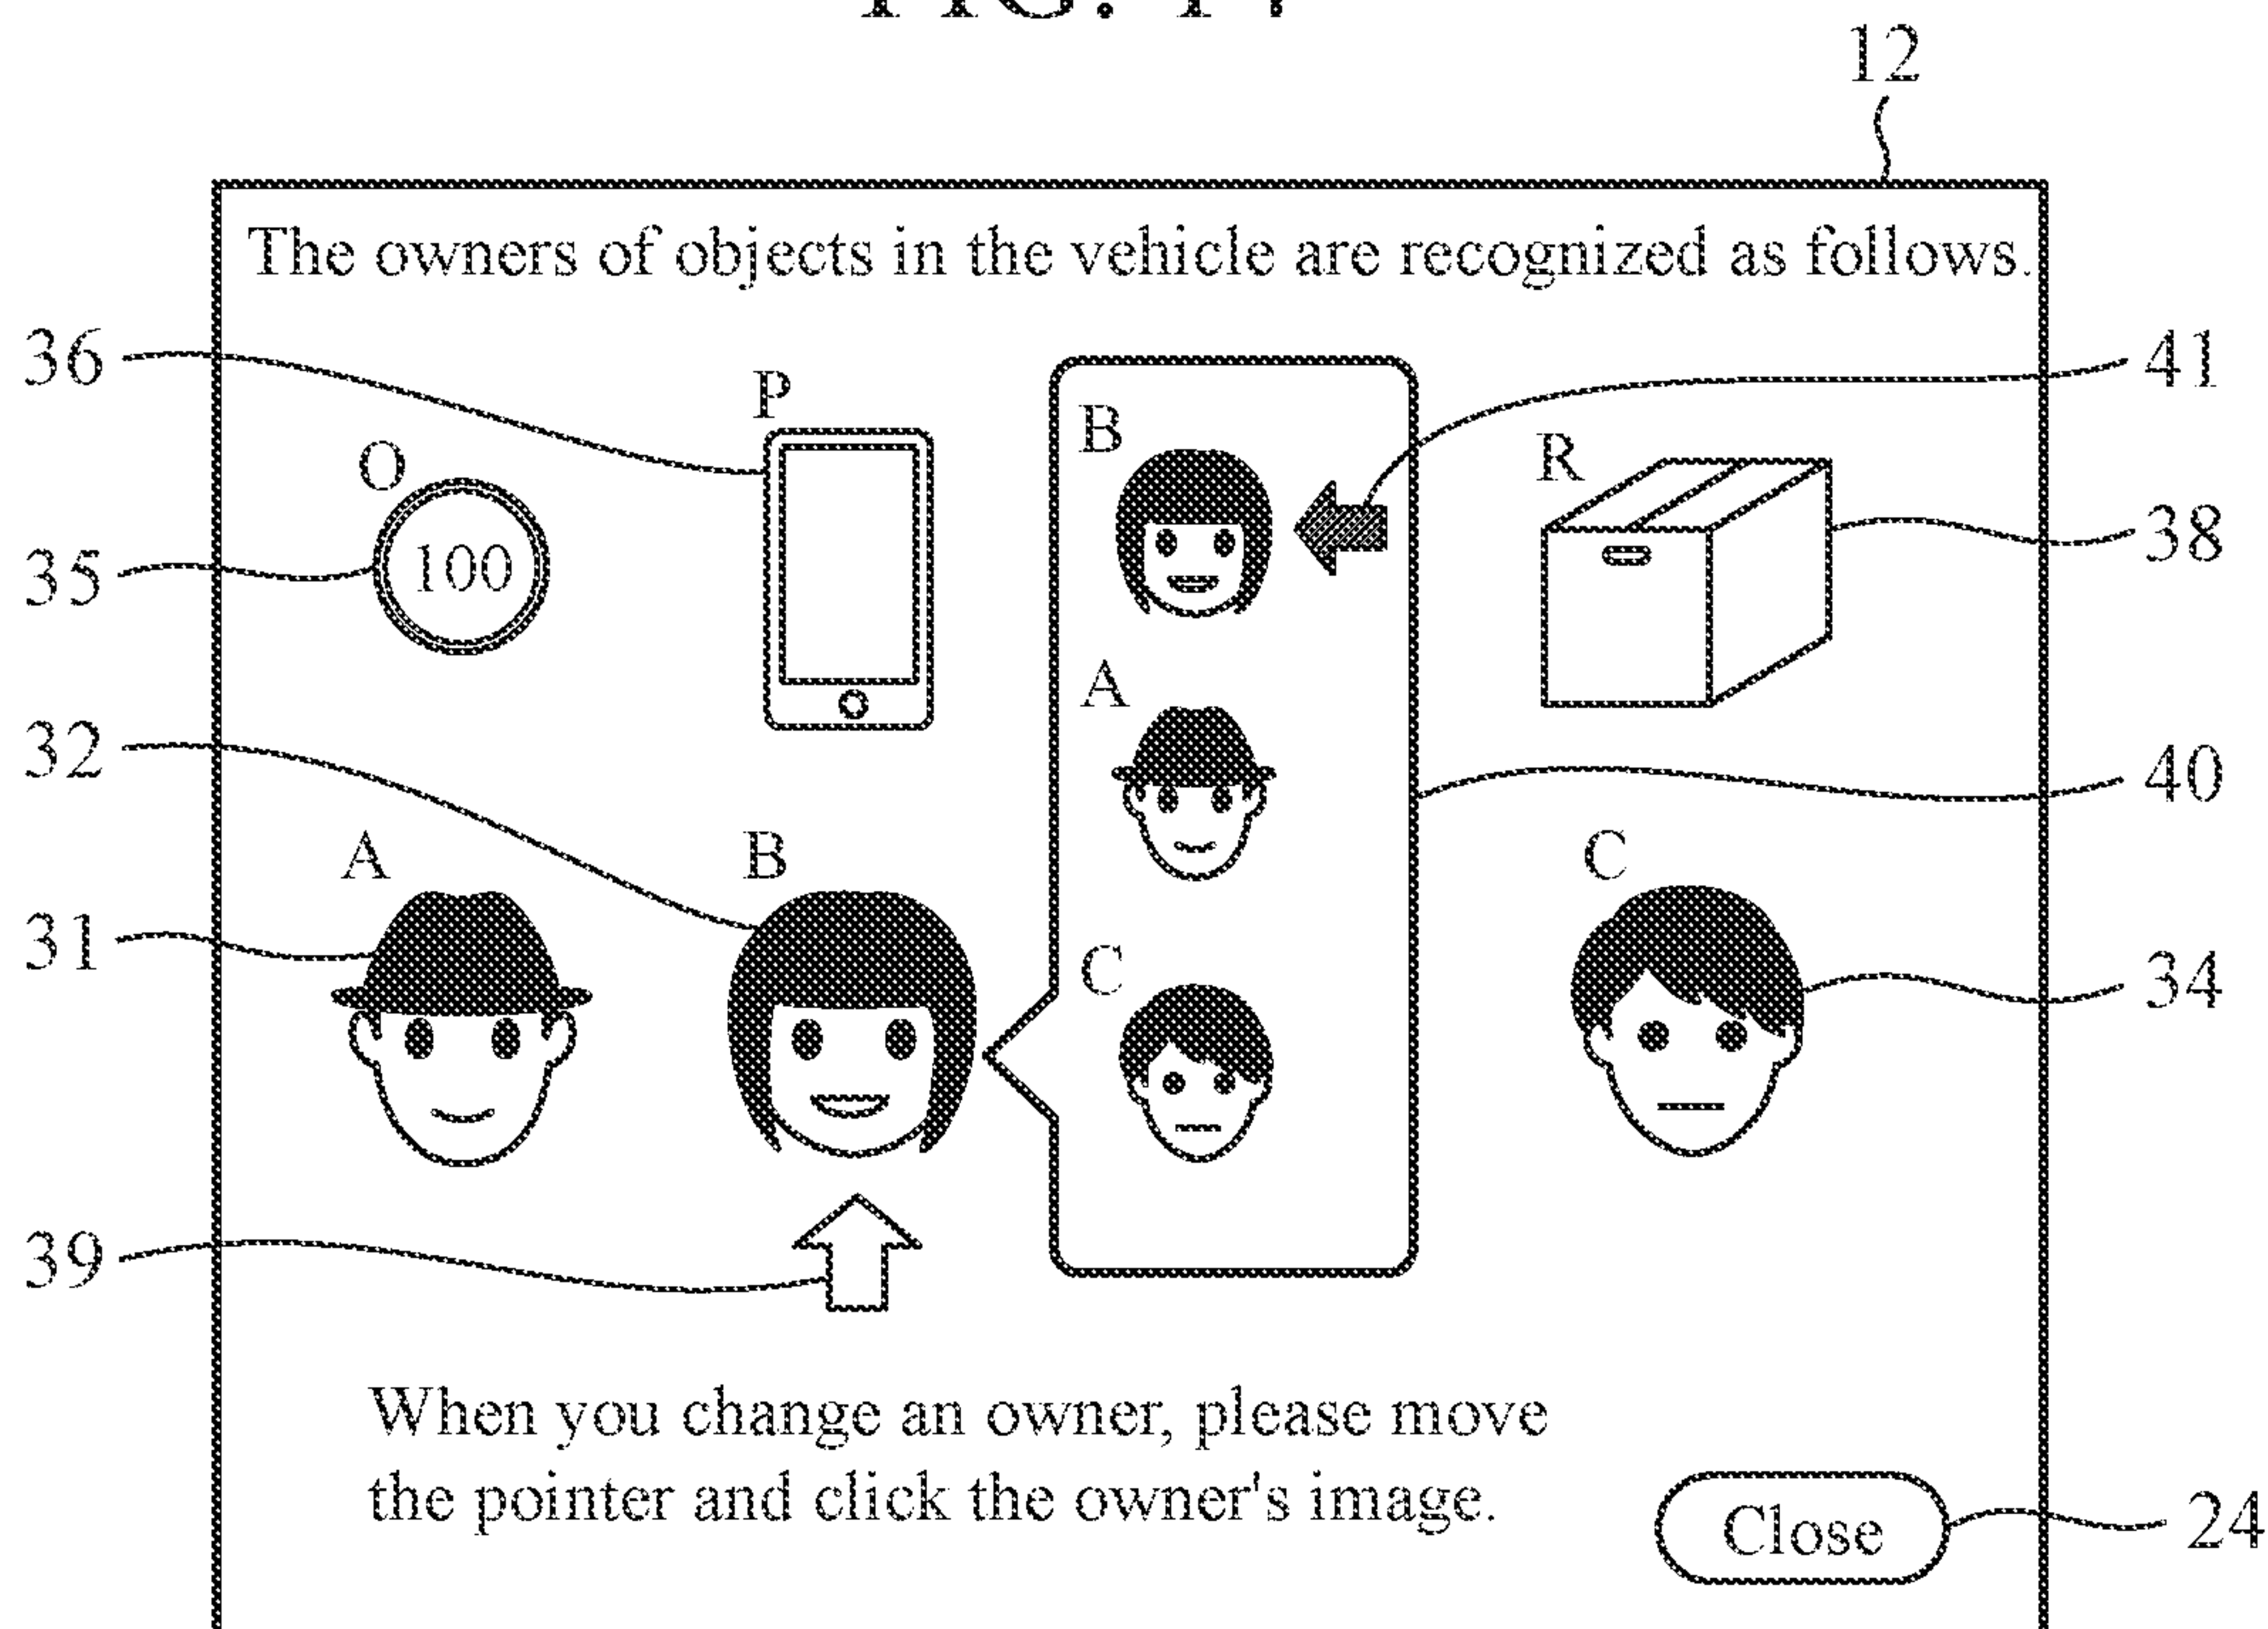 12
The owners of objects in the vehicle are recognized as follows.
36
P
B
41
O
R
35
100
38
A
32
40
A
B
C
31
C
34
39
When you change an owner, please move
the pointer and click the owner's image.
Close
24